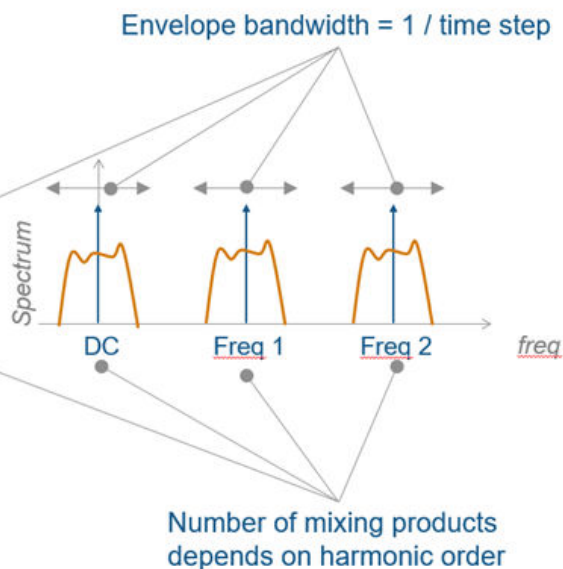 Envelope bandwidth = 1 / time step
Spectrum
DC
Freq 1
Freq 2
freq
Number of mixing products
depends on harmonic order